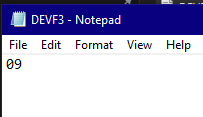 DEVF3 - Notepad
File Edit Format View Help
09